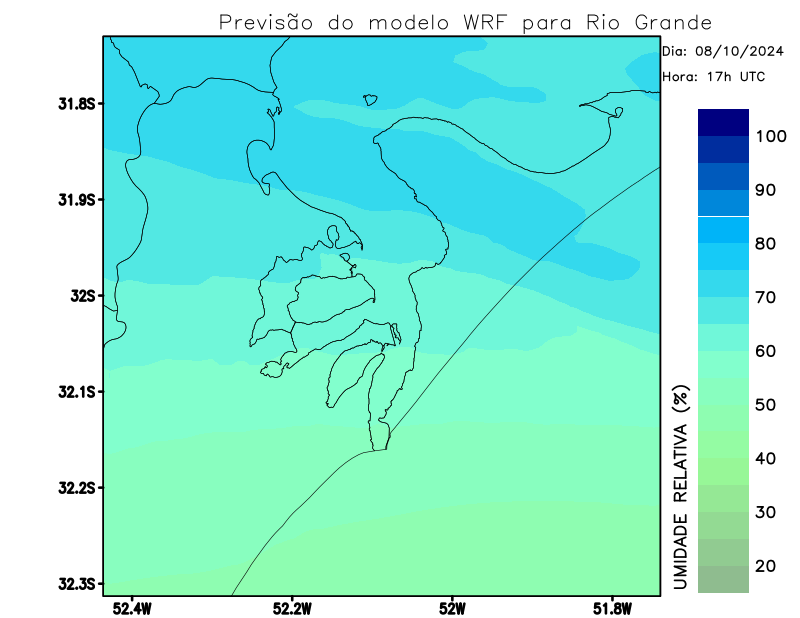 Previsão do modelo WRF para Rio Grande
Dia: 08/10/2024
Hora: 17h UTC
31.8S
31.9S
32S
32.1S
32.2S
32.3S
52.4W
52.2W
52W
51.8W
100
90
80
70
60
50
40
30
20
UMIDADE RELATIVA (%)